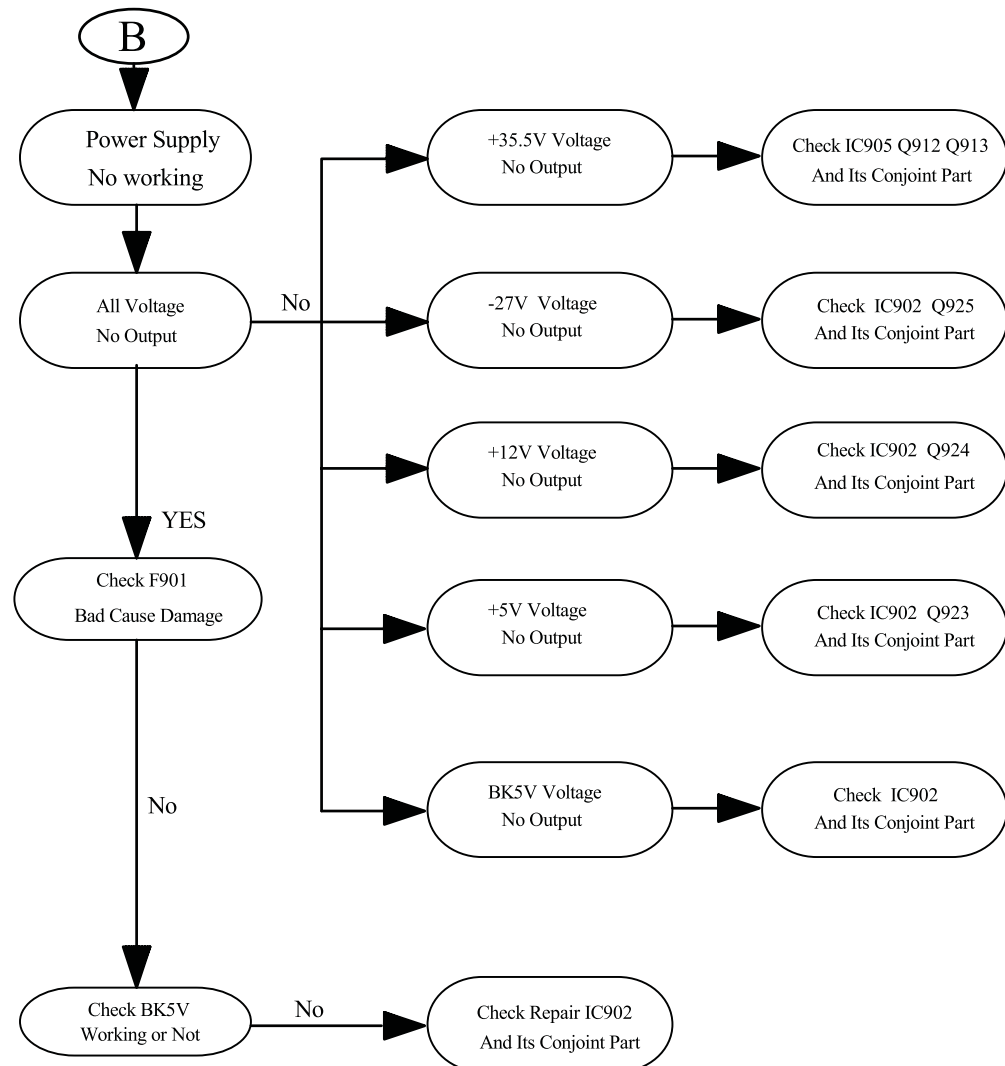 B
Power Supply
No working
All Voltage
No Output
No
YES
Check F901
Bad Cause Damage
No
Check BK5V
Working or Not
No
Check Repair IC902
And Its Conjoint Part
+35.5V Voltage
No Output
Check IC905 Q912 Q913
And Its Conjoint Part
-27V Voltage
No Output
Check IC902 Q925
And Its Conjoint Part
+12V Voltage
No Output
Check IC902 Q924
And Its Conjoint Part
+5V Voltage
No Output
Check IC902 Q923
And Its Conjoint Part
BK5V Voltage
No Output
Check IC902
And Its Conjoint Part